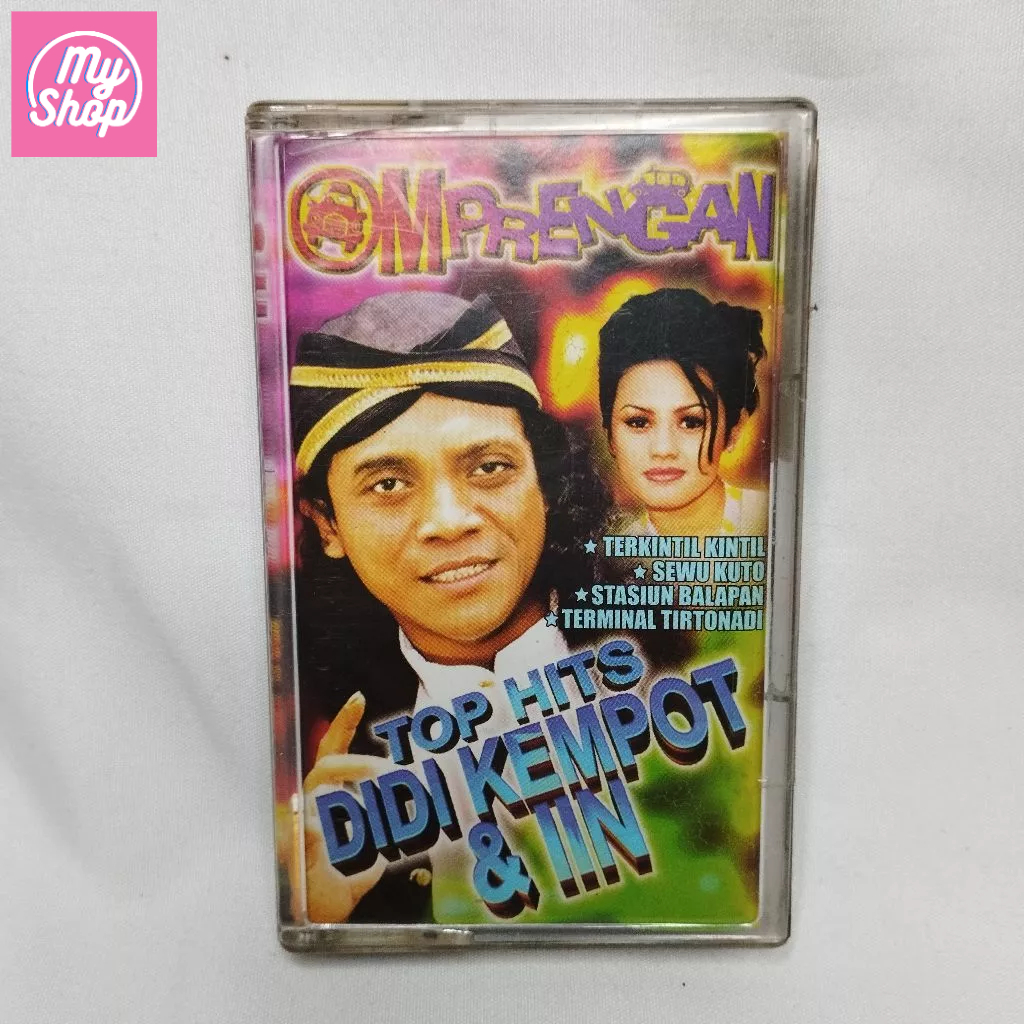 My
Shop
OMPRENGAN
★ TERKINTIL KINTIL
★ SEWU KUTO
★ STASIUN BALAPAN
★ TERMINAL TIRTONADI
TOP HITS
DIDI KEMPOT
& IIN